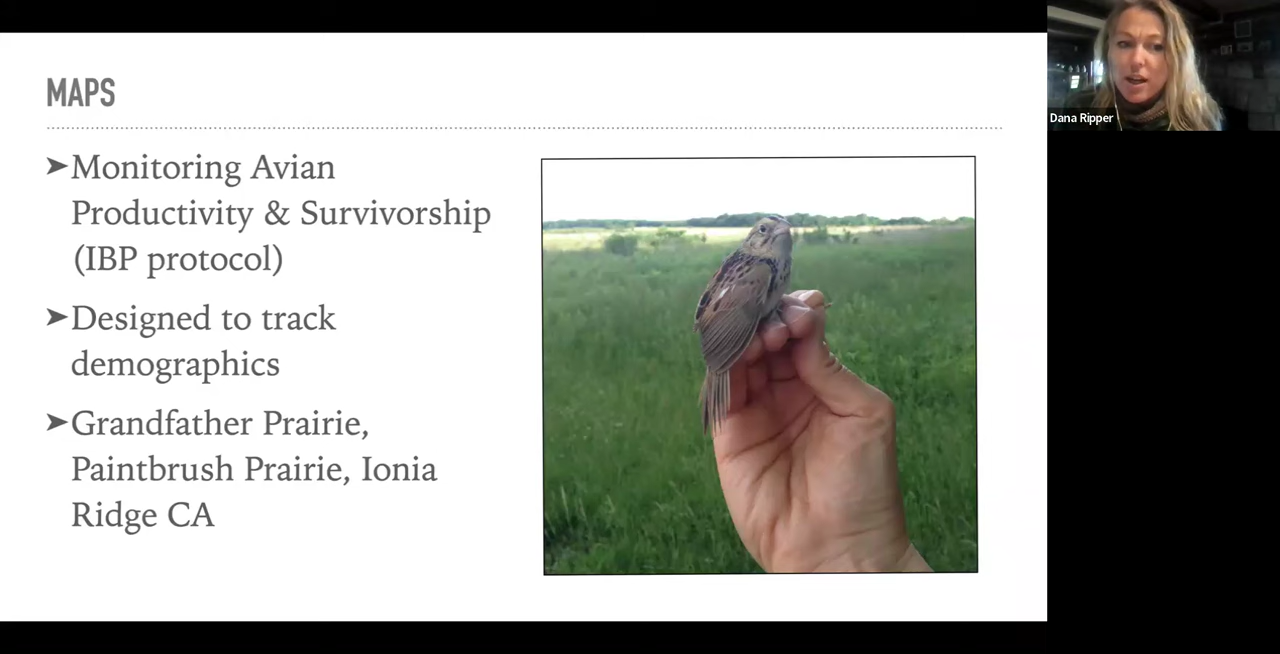 MAPS
➤Monitoring Avian
Productivity & Survivorship
(IBP protocol)
➤Designed to track
demographics
➤Grandfather Prairie,
Paintbrush Prairie, Ionia
Ridge CA
Dana Ripper